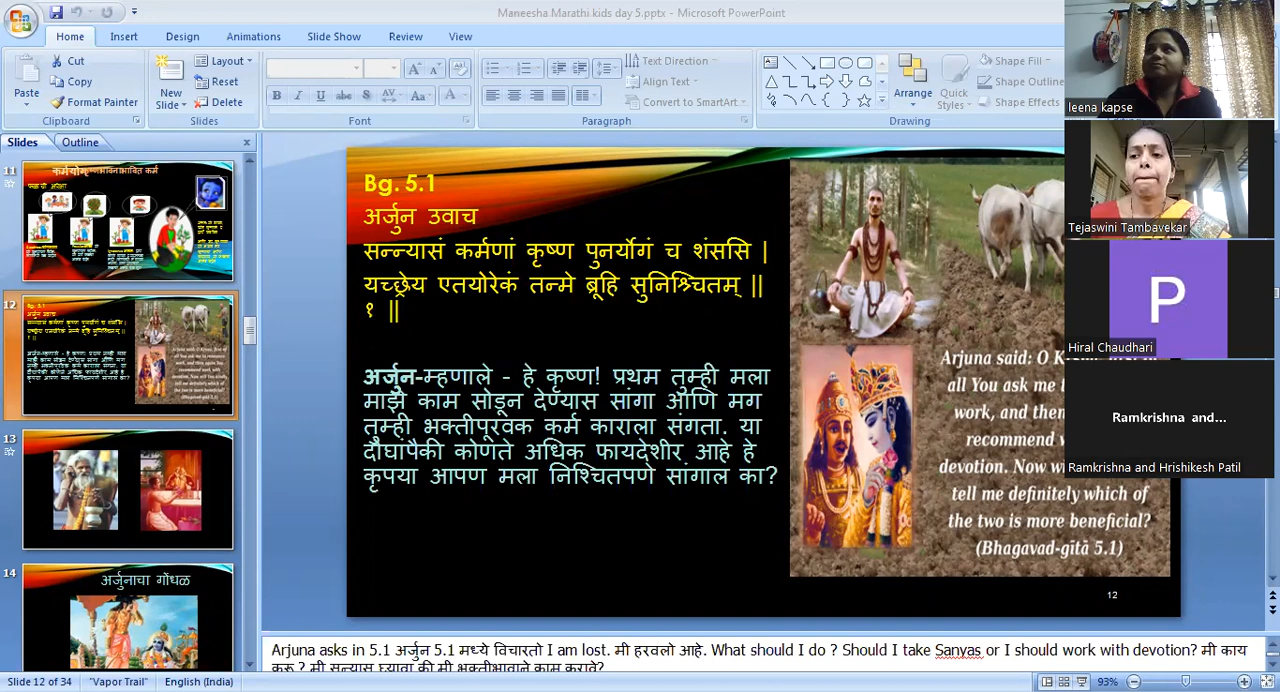 Maneesha Marathi kids day 5.pptx - Microsoft PowerPoint
Home Insert Design Animations Slide Show Review View
Paste
Cut
Copy
Format Painter
Clipboard
New Slide
Layout
Reset
Delete
Slides
Font
Text Direction
Align Text
Convert to SmartArt
Paragraph
Arrange
Quick Styles
Shape Fill
Shape Outline
Shape Effects
Drawing
Slides Outline
11
12
13
14
अर्जुनाचा गोंधळ
Bg. 5.1
अर्जुन उवाच
सन्न्यासं कर्मणां कृष्ण पुनर्योगं च शंससि |
यच्छ्रेय एतयोरेकं तन्मे ब्रूहि सुनिश्चितम् ||
१ ||
अर्जुन-म्हणाले - हे कृष्ण! प्रथम तुम्ही मला
माझे काम सोडून देण्यास सांगा आणि मग
तुम्ही भक्तीपूरवक कर्म काराला संगता. या
दोघांपैकी कोणते अधिक फायदेशीर आहे हे
कृपया आपण मला निश्चितपणे सांगाल का?
Arjuna said: O
all You ask me
work, and
recommend
devotion. Now
tell me definitely which of
the two is more beneficial?
(Bhagavad-gītā 5.1)
12
leena kapse
Tejaswini Tambavekar
P
Hiral Chaudhari
Ramkrishna and...
Ramkrishna and Hrishikesh Patil
Arjuna asks in 5.1 अर्जुन 5.1 मध्ये विचारतो I am lost. मी हरवलो आहे. What should I do ? Should I take Sanyas or I should work with devotion? मी काय
करू ? मी सन्यास घ्यावा की मी भक्तीभावाने काम करावे?
Slide 12 of 34 "Vapor Trail" English (India) 93%